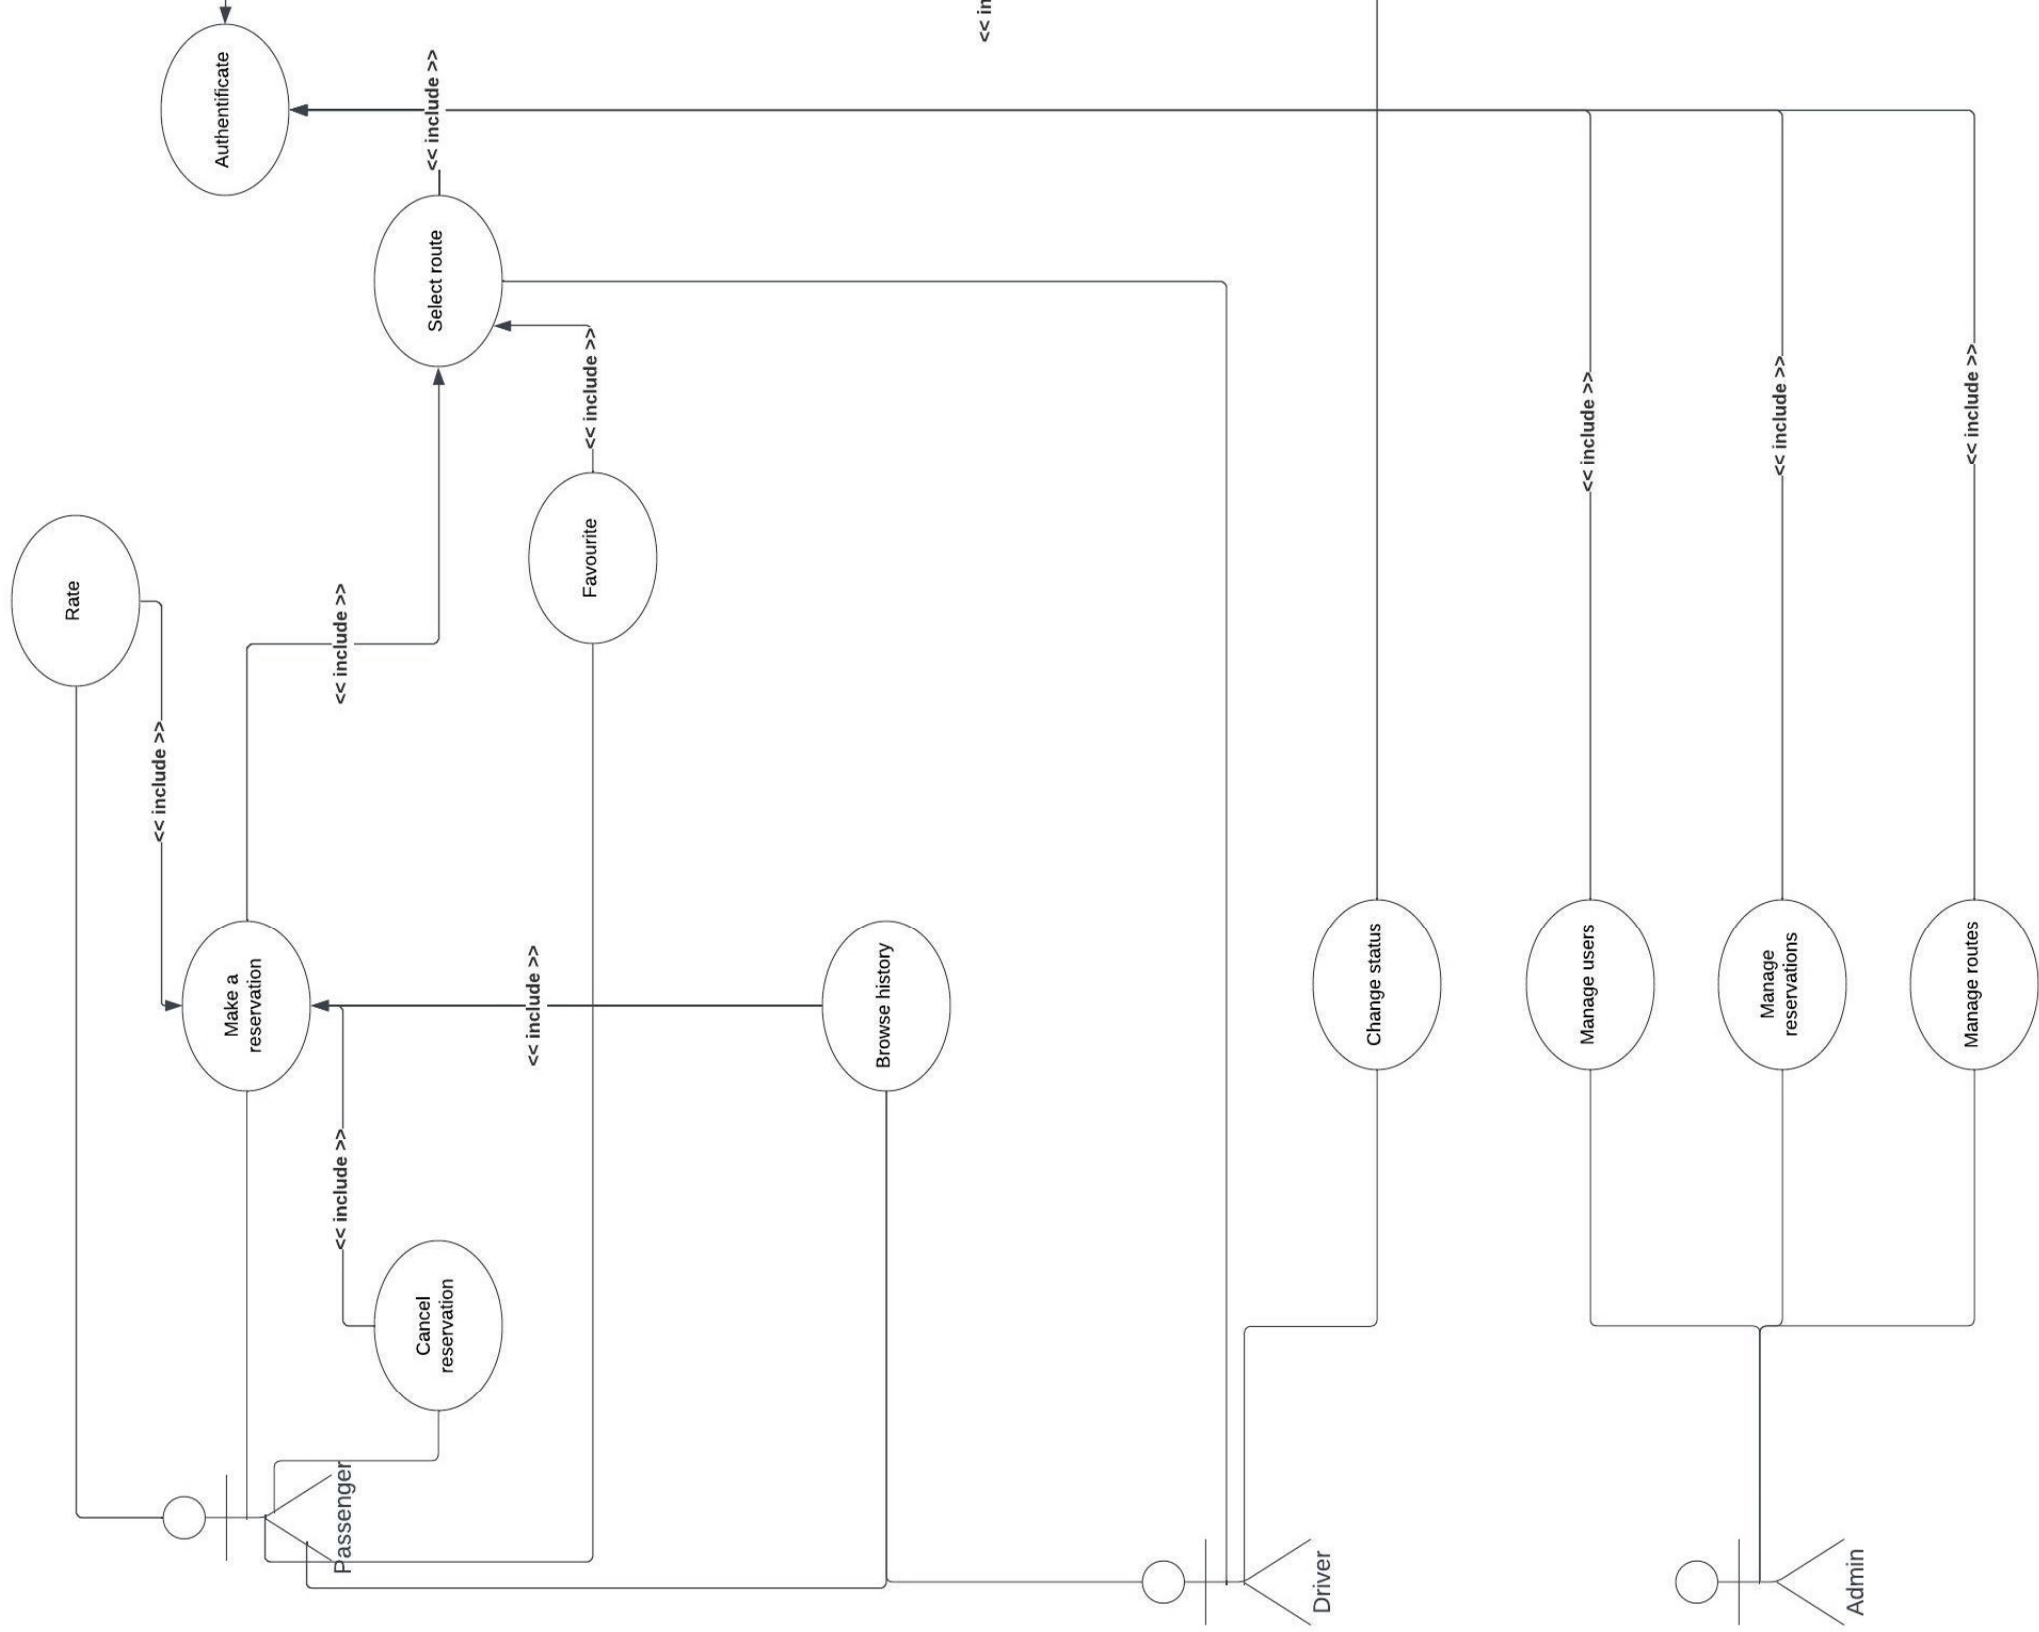 Authentificate
<< include >>
<< in
Select route
<< include >>
Favourite
Rate
<< include >>
<< include >>
<< include >>
<< include >>
<< include >>
Make a
reservation
<< include >>
Browse history
Change status
Manage users
Manage
reservations
Manage routes
<< include >>
Cancel
reservation
Passenger
Driver
Admin